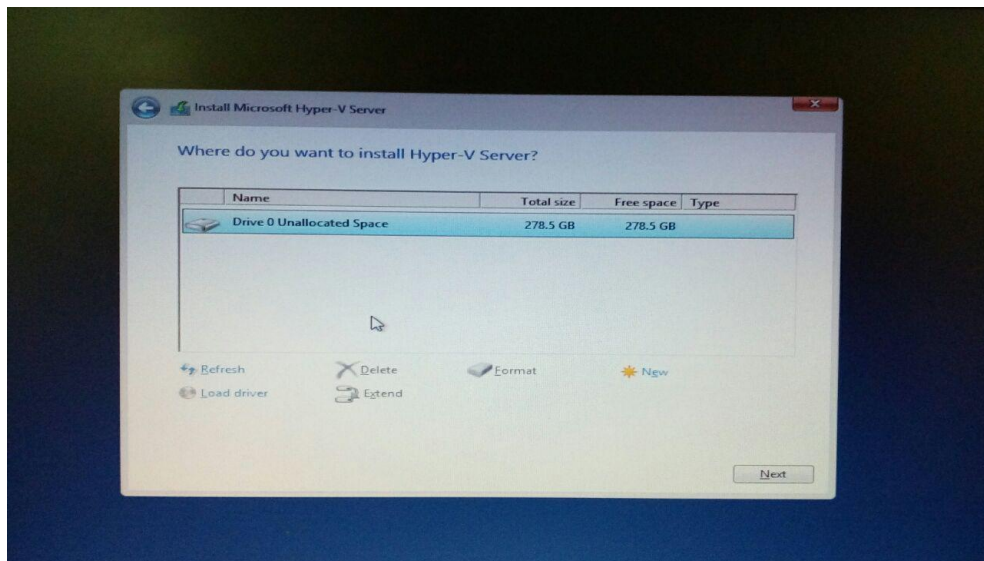 Install Microsoft Hyper-V Server
Where do you want to install Hyper-V Server?
Name Total size Free space Type
Drive 0 Unallocated Space 278.5 GB 278.5 GB
Refresh Delete Format New
Load driver Extend
Next